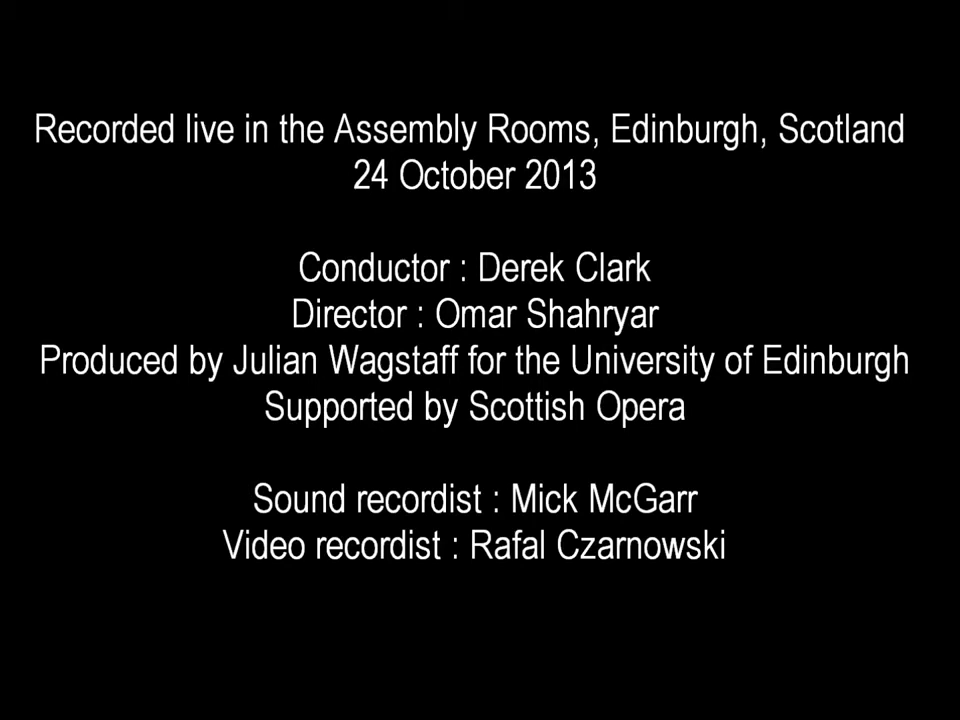 Recorded live in the Assembly Rooms, Edinburgh, Scotland
24 October 2013
Conductor : Derek Clark
Director : Omar Shahryar
Produced by Julian Wagstaff for the University of Edinburgh
Supported by Scottish Opera
Sound recordist : Mick McGarr
Video recordist : Rafal Czarnowski